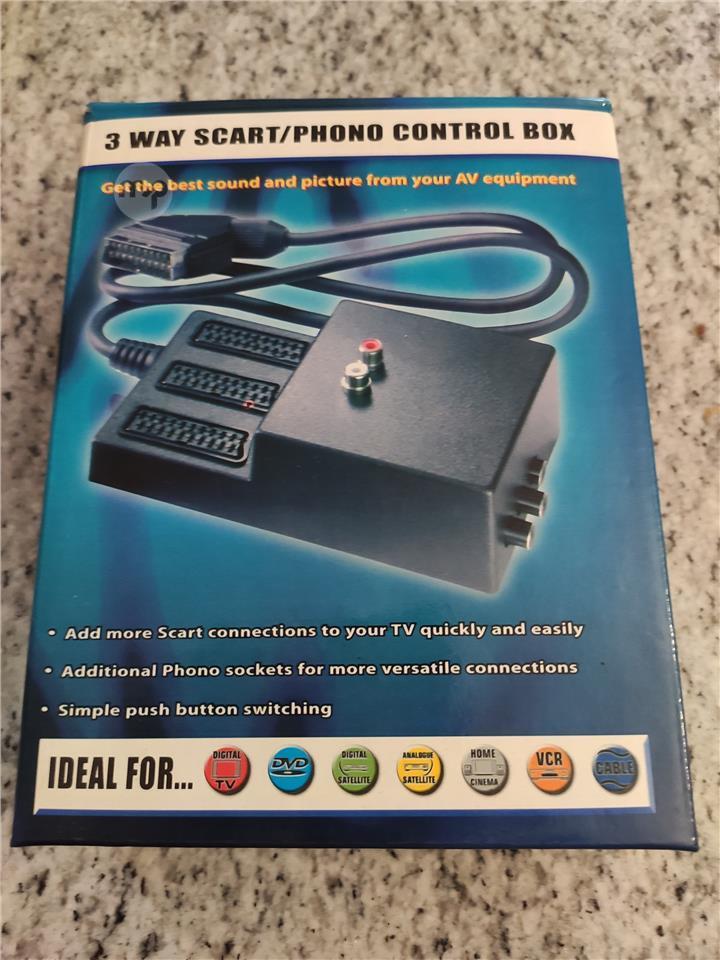 3 WAY SCART/PHONO CONTROL BOX
Get the best sound and picture from your AV equipment
• Add more Scart connections to your TV quickly and easily
• Additional Phono sockets for more versatile connections
• Simple push button switching
IDEAL FOR...
DIGITAL
TV
DVD
DIGITAL
SATELLITE
ANALOGUE
SATELLITE
HOME
CINEMA
VCR
CABLE